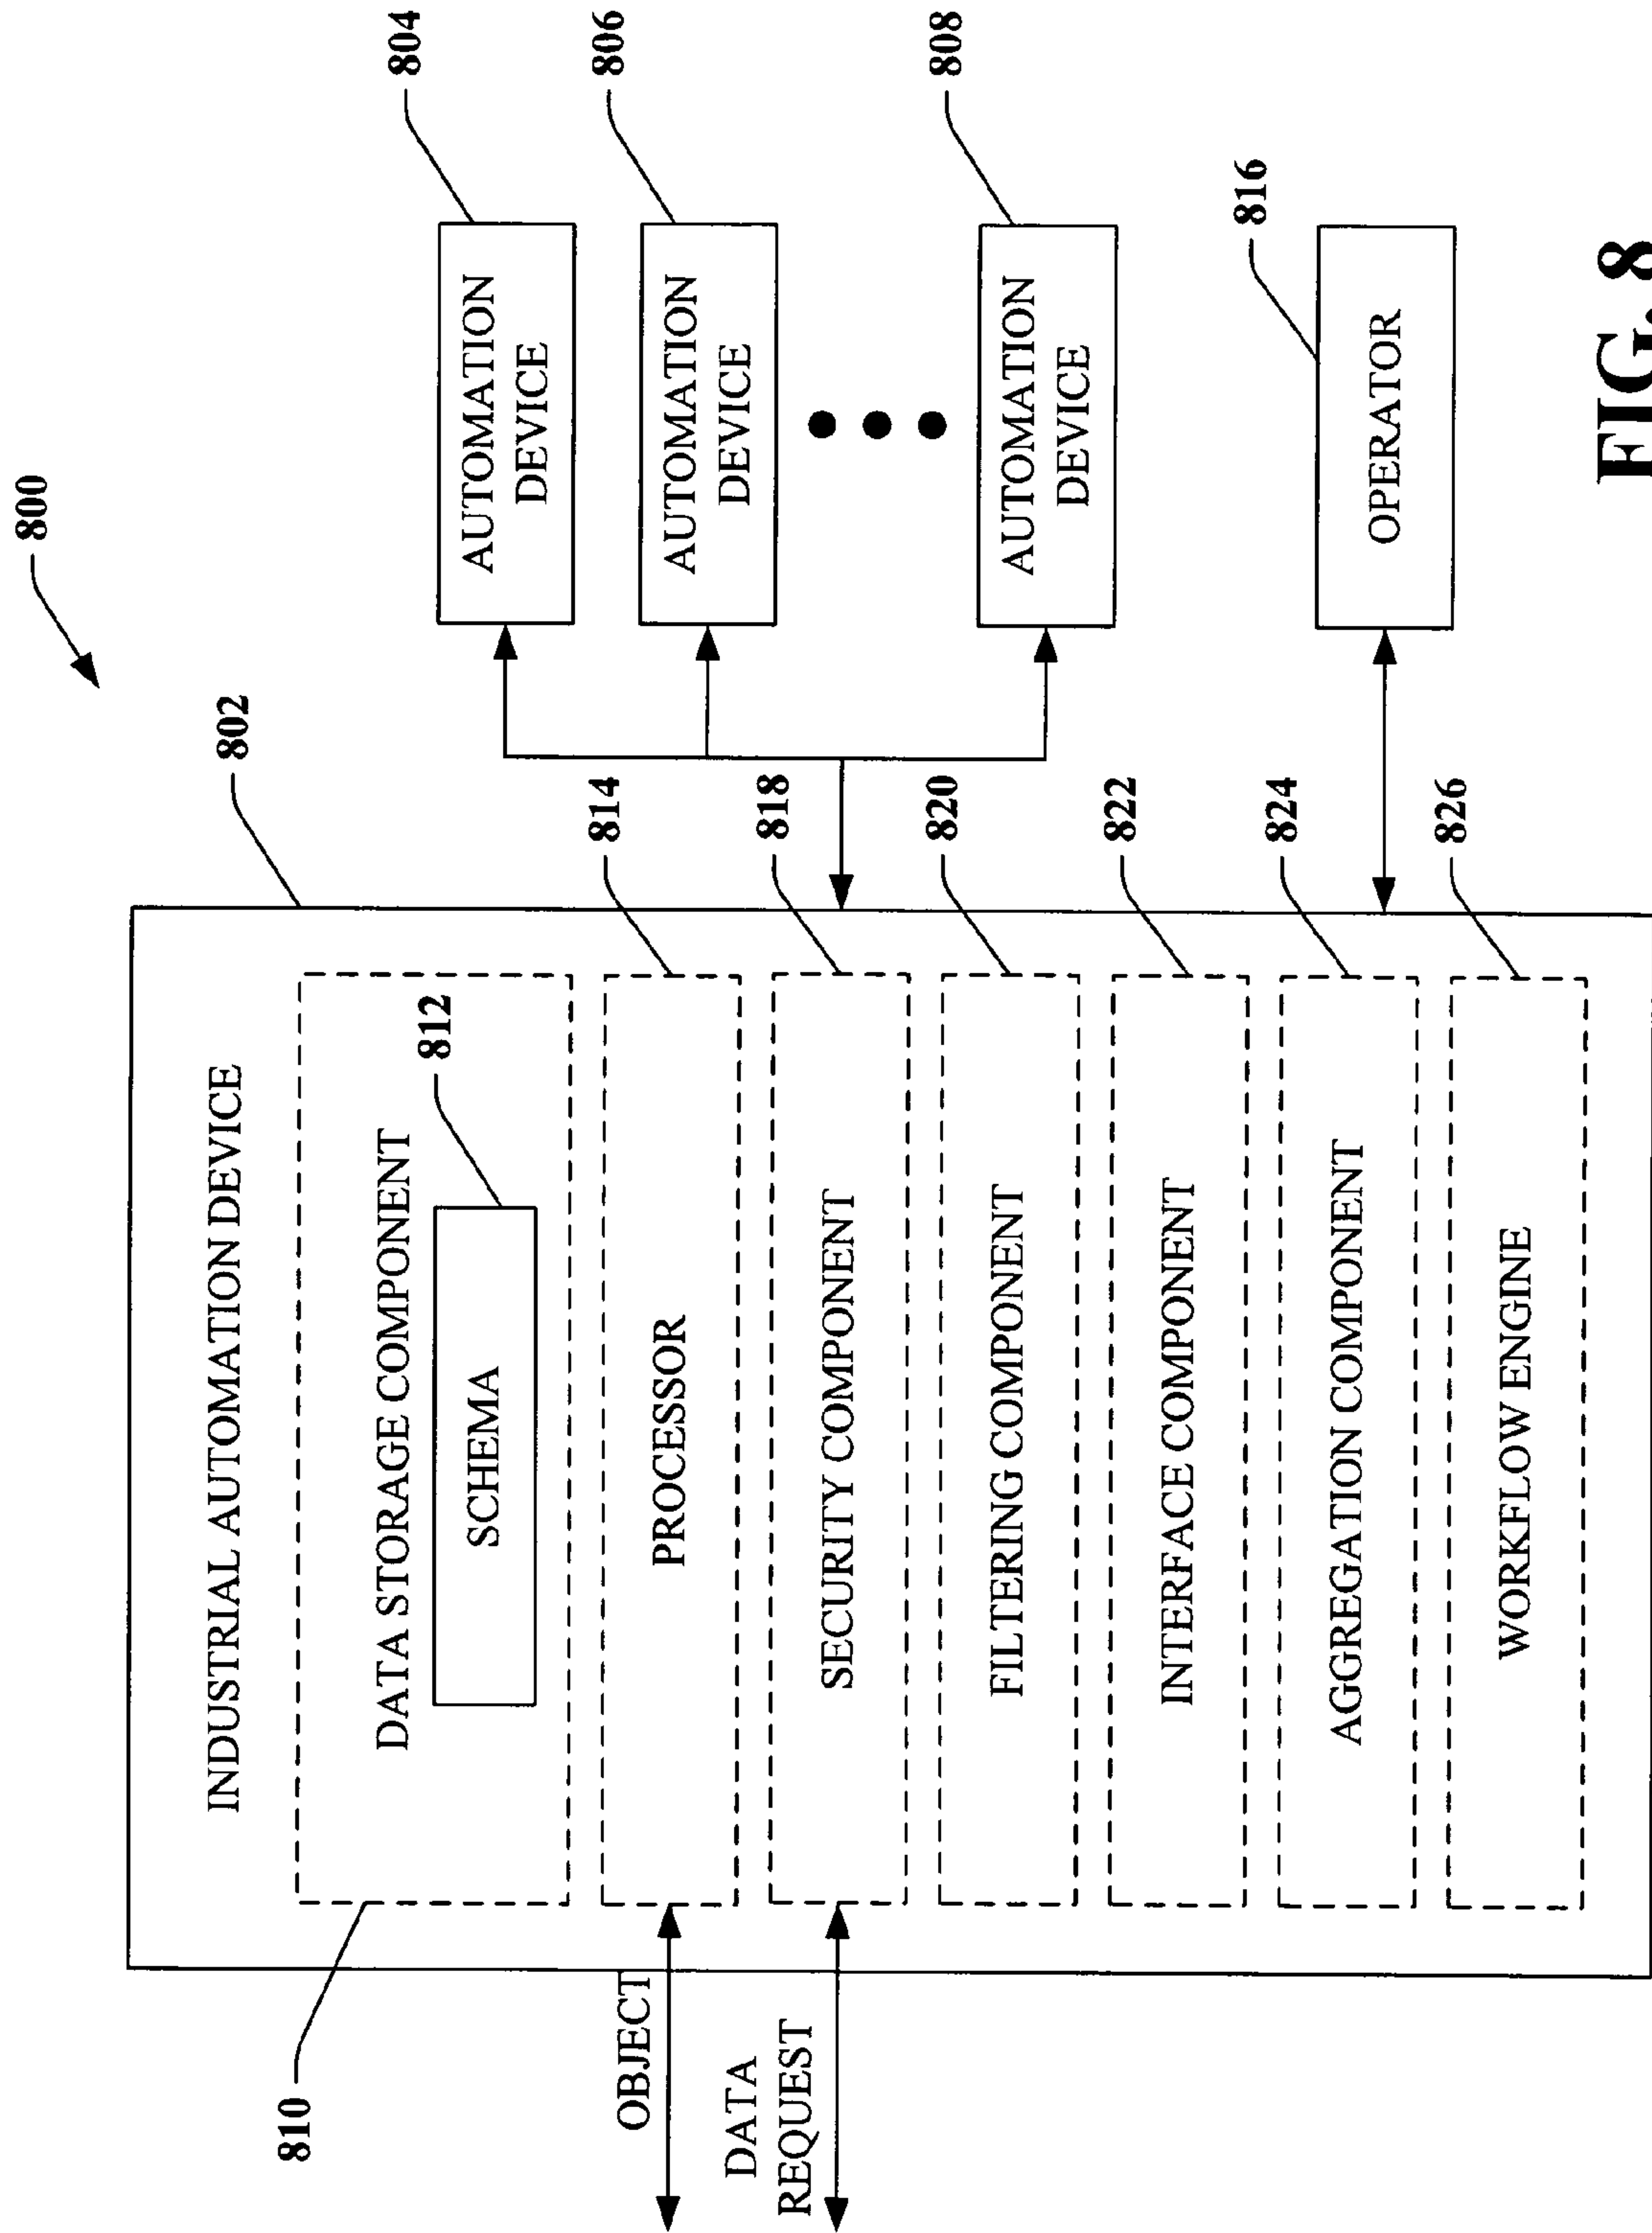 800
802
INDUSTRIAL AUTOMATION DEVICE
810
DATA STORAGE COMPONENT
812
SCHEMA
OBJECT
814
PROCESSOR
DATA
REQUEST
818
SECURITY COMPONENT
820
FILTERING COMPONENT
822
INTERFACE COMPONENT
824
AGGREGATION COMPONENT
826
WORKFLOW ENGINE
804
AUTOMATION
DEVICE
806
AUTOMATION
DEVICE
808
AUTOMATION
DEVICE
816
OPERATOR
FIG. 8